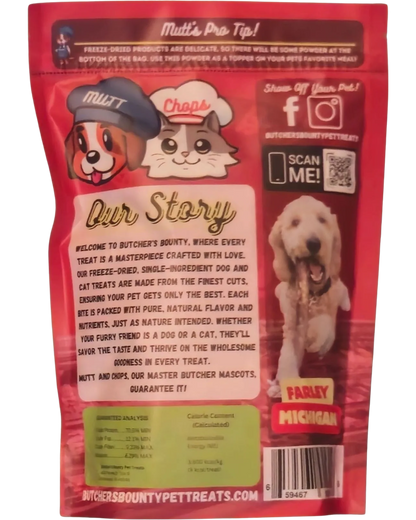 Mutt's Pro Tip!
FREEZE-DRIED PRODUCTS ARE DELICATE, SO THERE WILL BE SOME POWDER AT THE
BOTTOM OF THE BAG. USE THIS POWDER AS A TOPPER ON YOUR PETS FAVORITE MEAL!
Show Off Your Pet!
BUTCHERSBOUNTYPETTREATS
SCAN
ME!
MUTT
Chops
Our Story
WELCOME TO BUTCHER'S BOUNTY, WHERE EVERY
TREAT IS A MASTERPIECE CRAFTED WITH LOVE.
OUR FREEZE-DRIED, SINGLE-INGREDIENT DOG AND
CAT TREATS ARE MADE FROM THE FINEST CUTS,
ENSURING YOUR PET GETS ONLY THE BEST. EACH
BITE IS PACKED WITH PURE, NATURAL FLAVOR AND
NUTRIENTS, JUST AS NATURE INTENDED. WHETHER
YOUR FURRY FRIEND IS A DOG OR A CAT, THEY'LL
SAVOR THE TASTE AND THRIVE ON THE WHOLESOME
GOODNESS IN EVERY TREAT.
MUTT AND CHOPS, OUR MASTER BUTCHER MASCOTS,
GUARANTEE IT!
FARLEY
MICHIGAN
GUARANTEED ANALYSIS
Calorie Content
(Calculated)
BUTCHERSBOUNTYPETTREATS.COM
6
59467